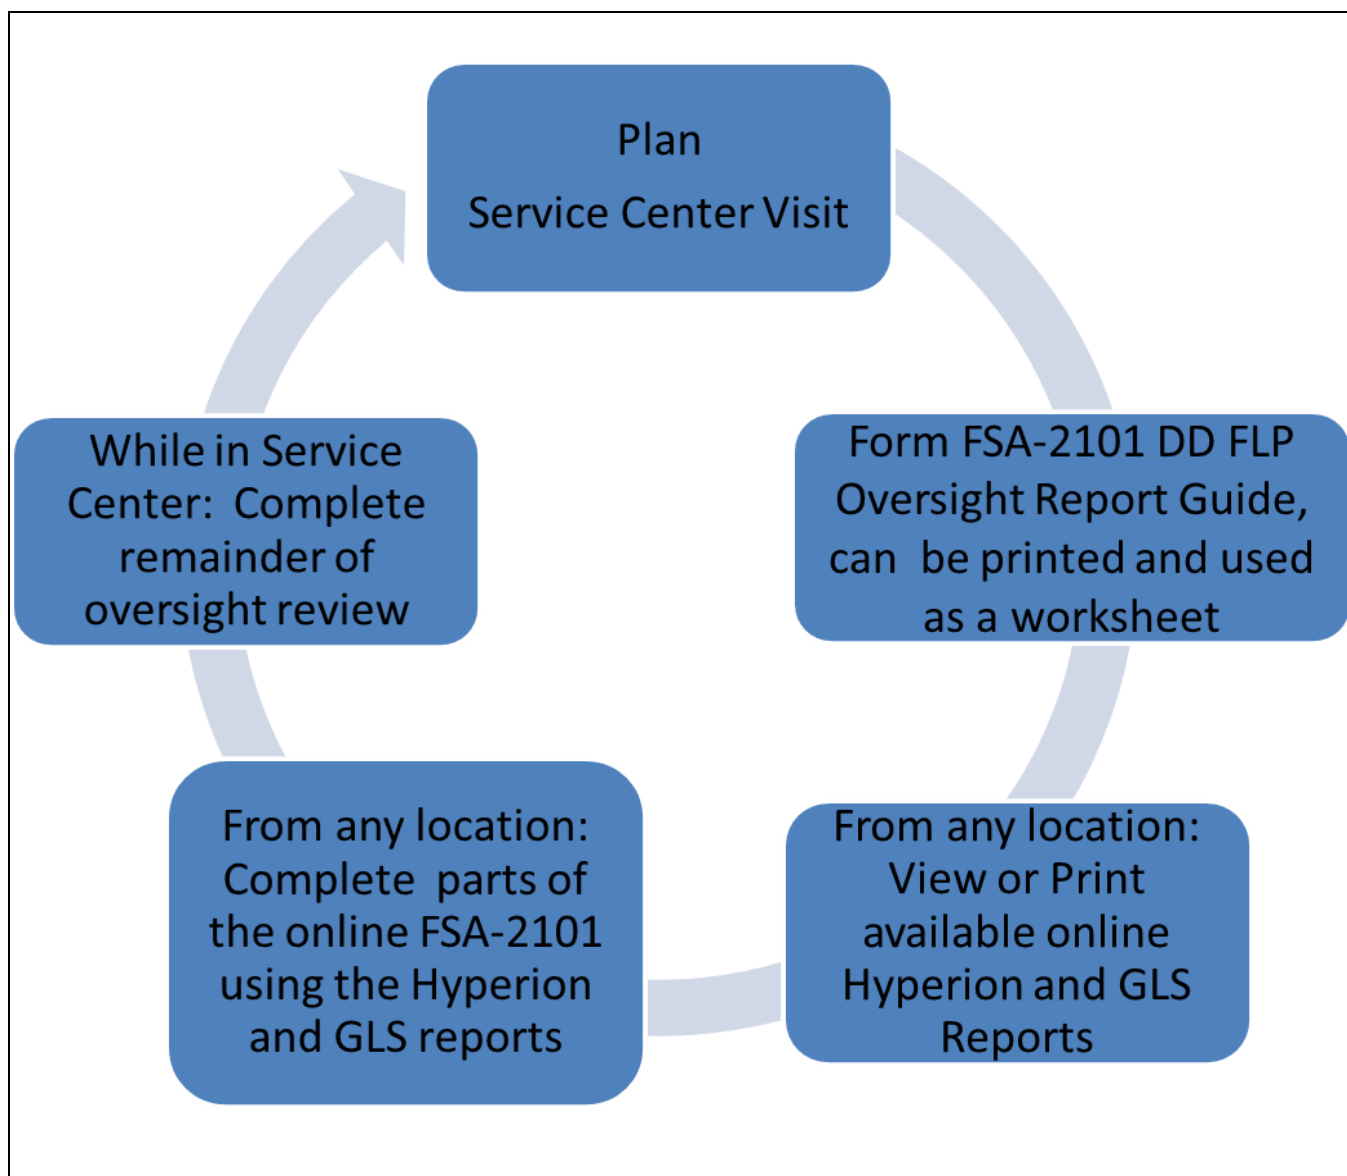 Plan
Service Center Visit
Form FSA-2101 DD FLP
Oversight Report Guide,
can  be printed and used
as a worksheet
From any location:
View or Print
available online
Hyperion and GLS
Reports
From any location:
Complete  parts of
the online FSA-2101
using the Hyperion
and GLS reports
While in Service
Center:  Complete
remainder of
oversight review